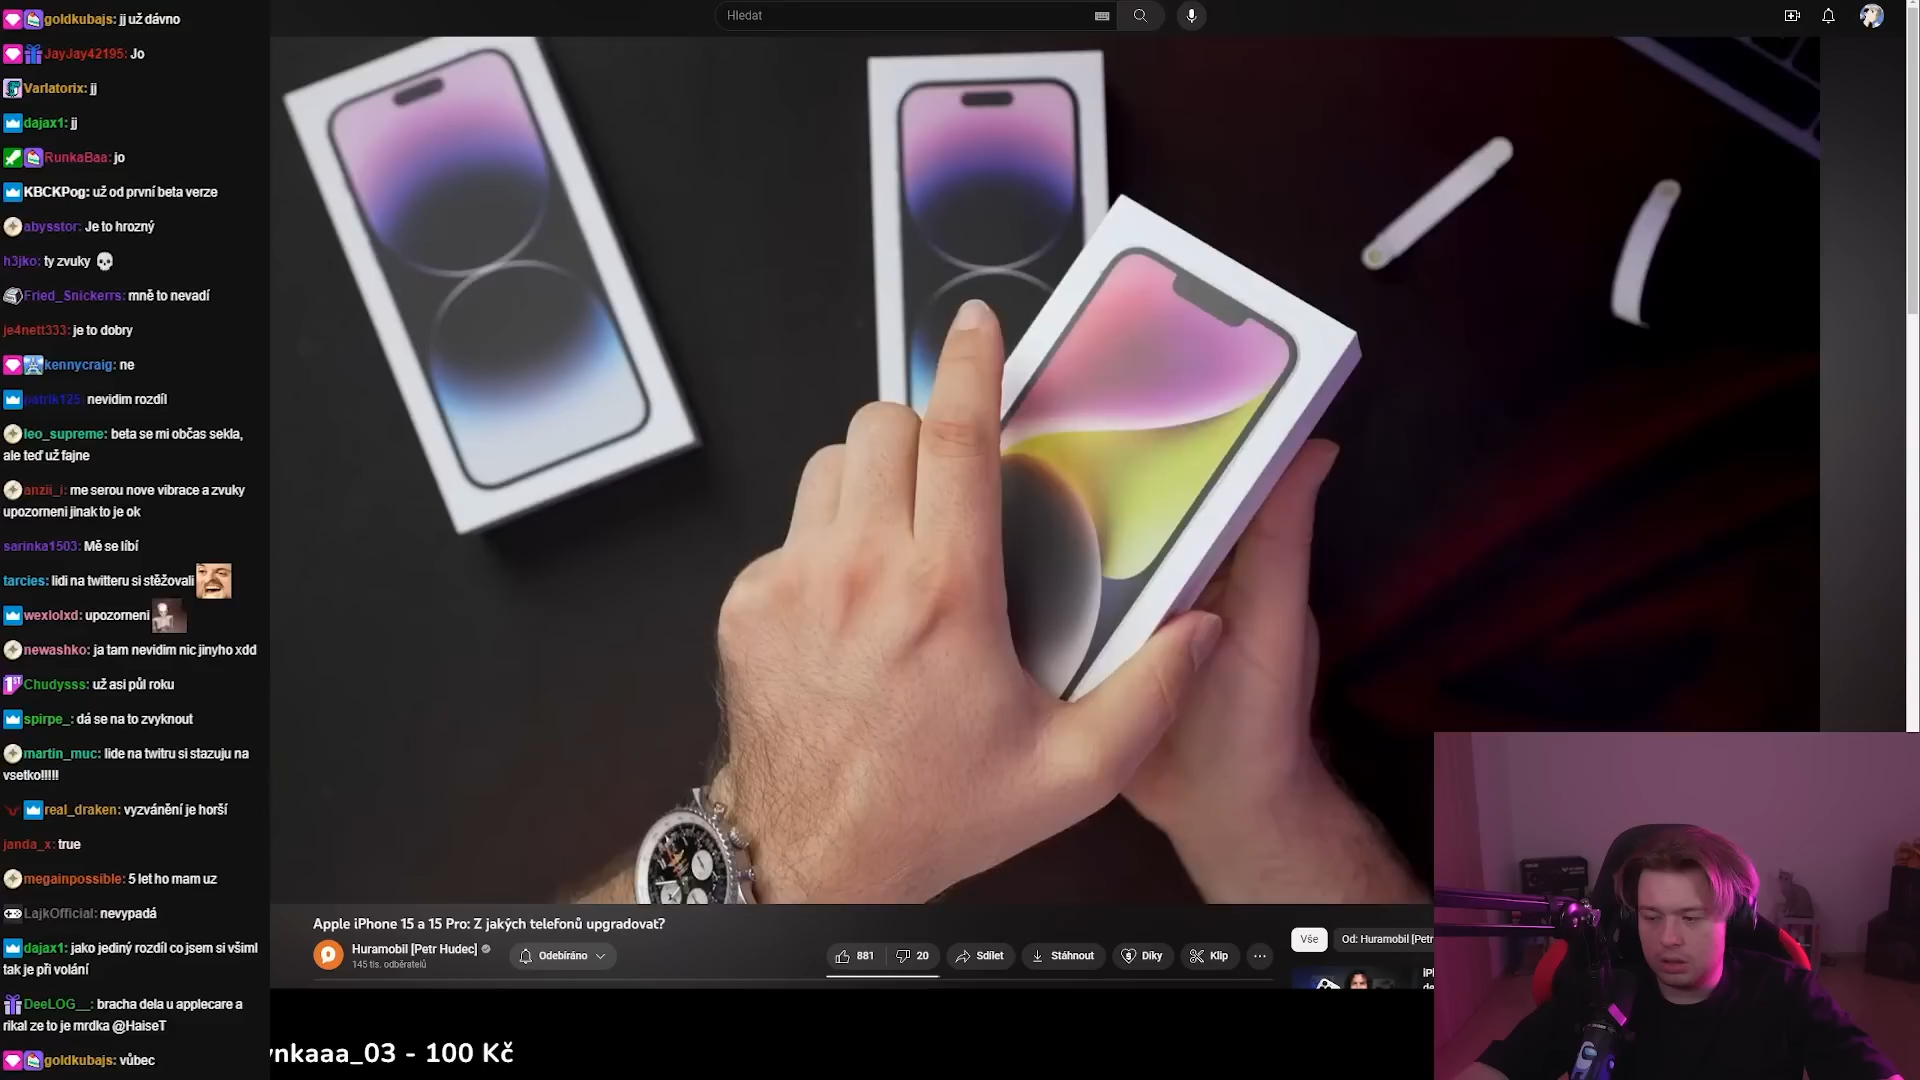 goldkubajs: jj už dávno
JayJay42195: Jo
Varlatorix: jj
dajax1: jj
RunkaBaa: jo
KBCKPog: už od první beta verze
abysstor: Je to hrozný
h3jko: ty zvuky
Fried_Snickerrs: mně to nevadí
je4nett333: je to dobry
kennycraig: ne
patrik125: nevidim rozdíl
leo_supreme: beta se mi občas sekla,
ale teď už fajne
anzii_i: me serou nove vibrace a zvuky
upozorneni jinak to je ok
sarinka1503: Mě se líbí
tarcies: lidi na twitteru si stěžovali
wexlolxd: upozorneni
newashko: ja tam nevidim nic jinyho xdd
1ST Chudysss: už asi půl roku
spirpe_: dá se na to zvyknout
martin_muc: lide na twitru si stazuju na
vsetko!!!!!
real_draken: vyzvánění je horší
janda_x: true
megainpossible: 5 let ho mam uz
LajkOfficial: nevypadá
dajax1: jako jediný rozdíl co jsem si všiml
tak je při volání
DeeLOG__: bracha dela u applecare a
rikal ze to je mrdka @HaiseT
goldkubajs: vůbec
Hledat
Apple iPhone 15 a 15 Pro: Z jakých telefonů upgradovat?
Huramobil [Petr Hudec]
145 tis. odběratelů
Odebíráno
881
20
Sdílet
Stáhnout
Díky
Klip
Vše
Od: Huramobil [Petr
ynkaaa_03 - 100 Kč